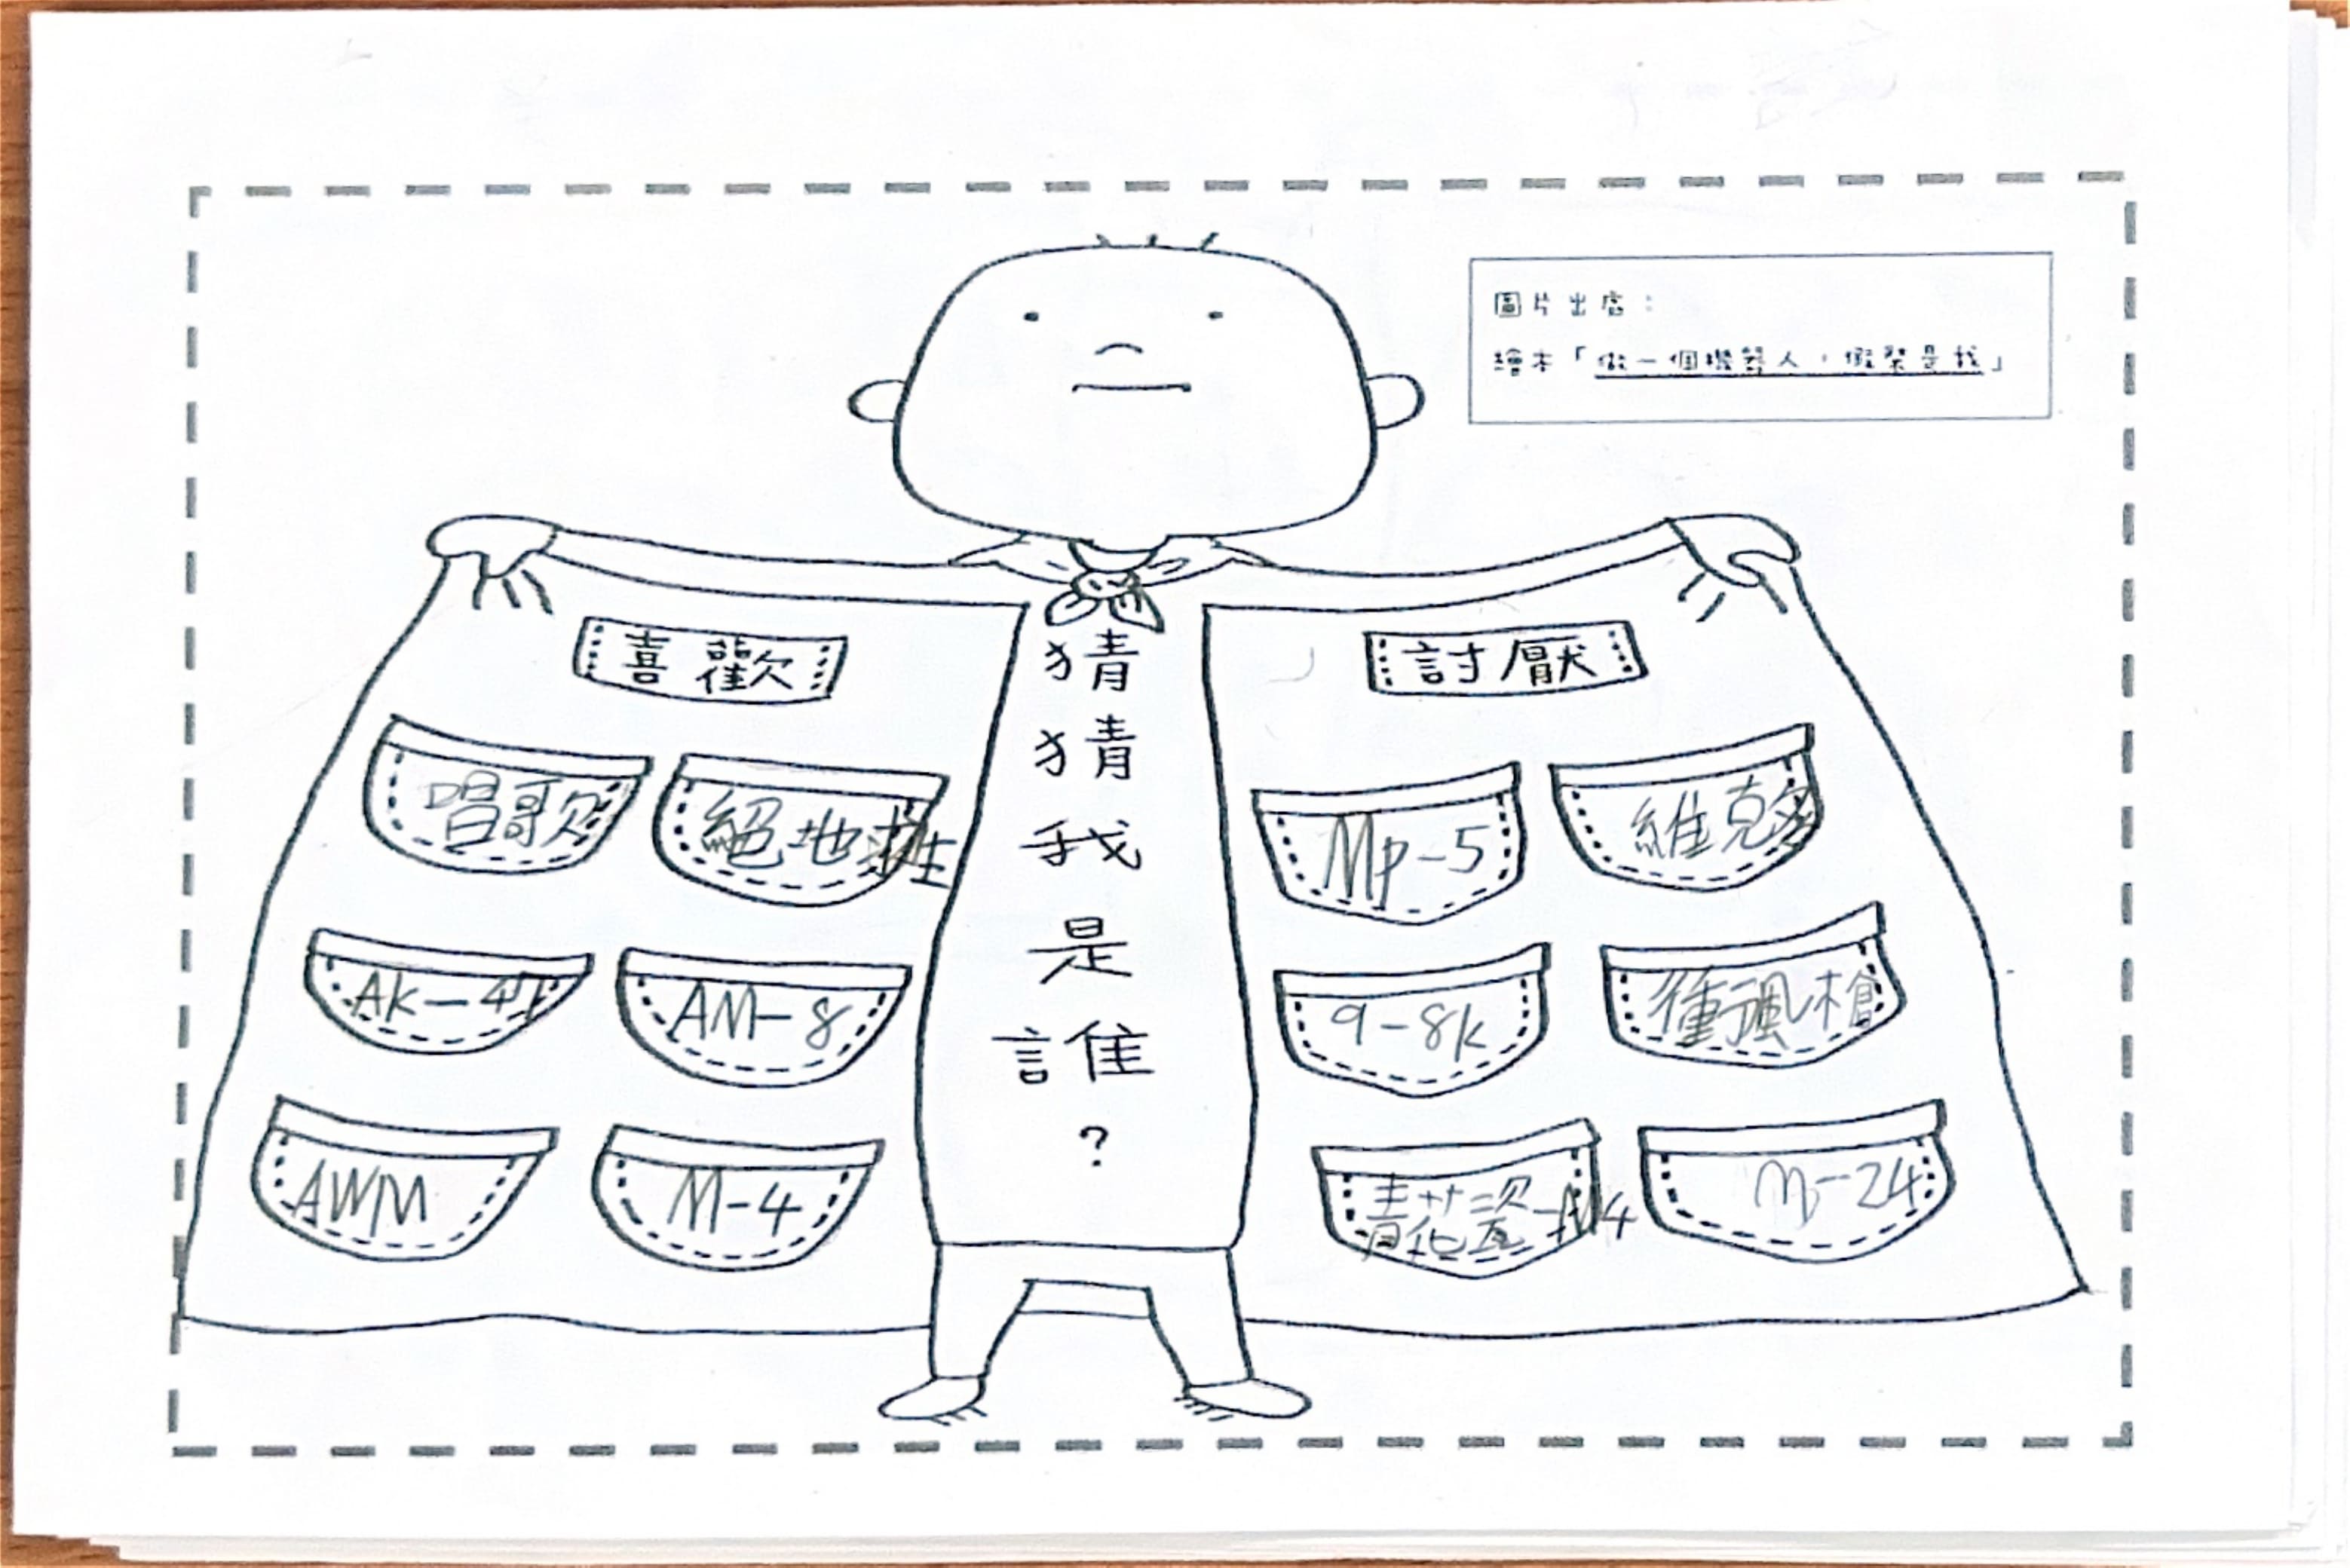 圖片出處：
繪本「做一個機器人，假裝是我」
喜歡
唱歌
絕地
AK-47
AM-8
AWM
M-4
猜
猜
我
是
誰
?
討厭
Mp-5
維克多
9-8k
衝鋒槍
青花瓷-M4
M-24